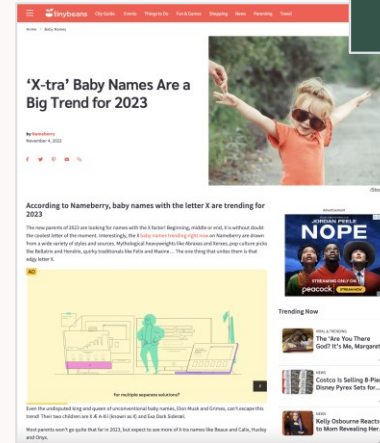 tinybeans City Guide Events Things to Do Fun & Games Shopping News Parenting Travel
Home › Baby Names
‘X-tra’ Baby Names Are a
Big Trend for 2023
by Nameberry
November 4, 2022
According to Nameberry, baby names with the letter X are trending for
2023
The new parents of 2023 are looking for names with the X factor! Beginning, middle or end, X is without doubt
the coolest letter of the moment. Interestingly, the X baby names trending right now on Nameberry are drawn
from a wide variety of styles and sources. Mythological heavyweights like Abraxas and Xerxes, pop culture picks
like Bellatrix and Hendrix, quirky traditionals like Felix and Maxine... The one thing that unites them is that
edgy letter X.
AD
for multiple separate solutions?
Even the undisputed king and queen of unconventional baby names, Elon Musk and Grimes, can't escape this
trend! Their two children are X Æ A-Xii (known as X) and Exa Dark Sideræl.
Most parents won't go quite that far in 2023, but expect to see more of X-tra names like Beaux and Calix, Huxley
and Onyx.
Advertisement
JORDAN PEELE
NOPE
STREAMING ONLY ON
peacock STREAM NOW
Trending Now
VIRAL & TRENDING
The 'Are You There
God? It's Me, Margaret
NEWS
Costco Is Selling 8-Pie
Disney Pyrex Sets for...
NEWS
Kelly Osbourne Reacts
to Mom Revealing Her